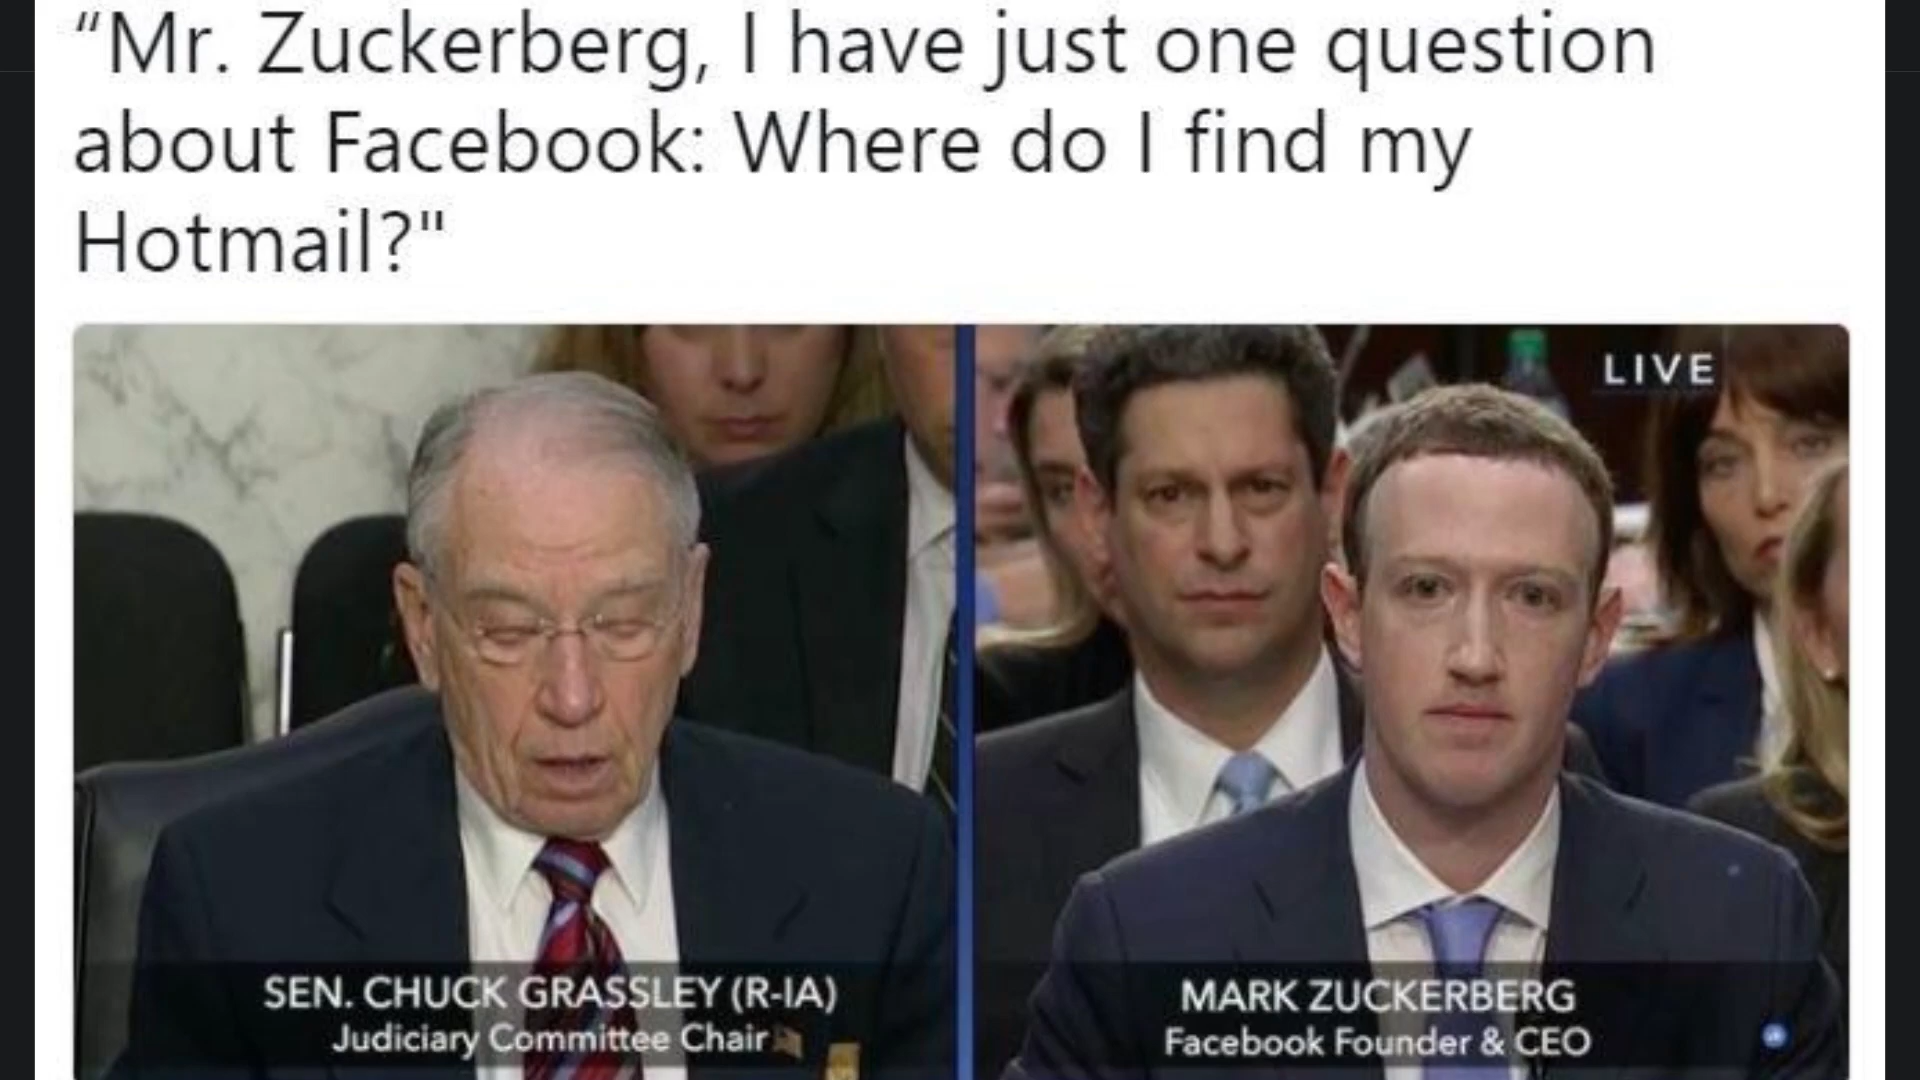 “Mr. Zuckerberg, I have just one question
about Facebook: Where do I find my
Hotmail?"
LIVE
SEN. CHUCK GRASSLEY (R-IA)
Judiciary Committee Chair
MARK ZUCKERBERG
Facebook Founder & CEO